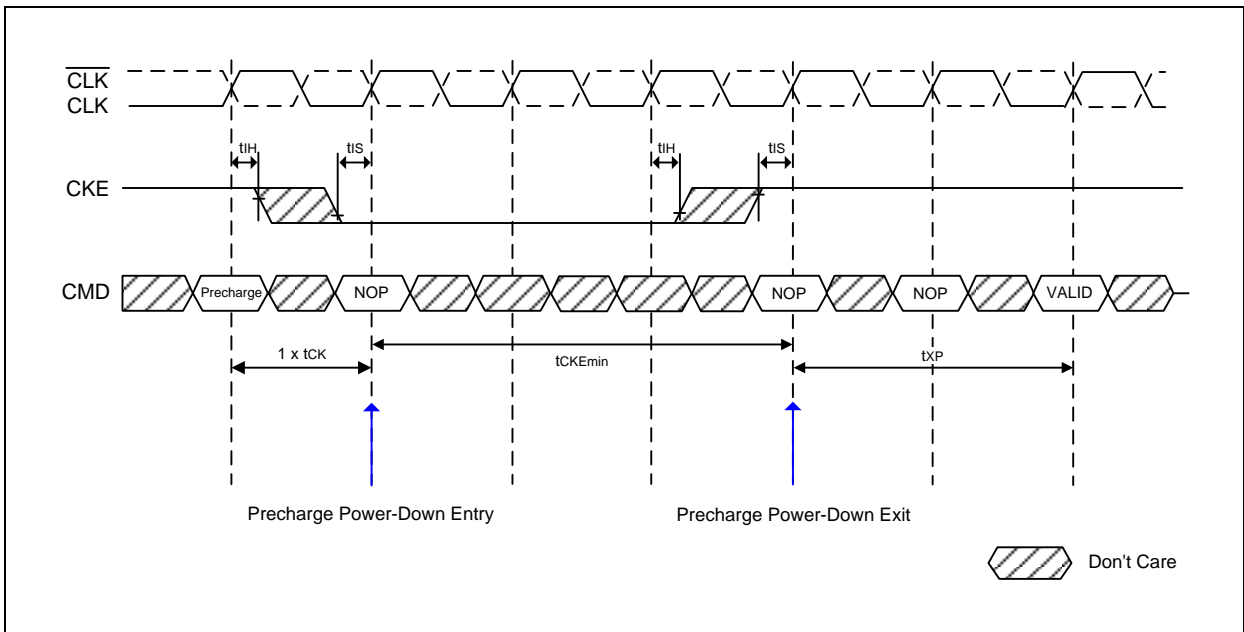 CLK
CLK
tIH
tIS
tIH
tIS
CKE
CMD
Precharge
NOP
NOP
NOP
VALID
1 x tCK
tCKEmin
tXP
Precharge Power-Down Entry
Precharge Power-Down Exit
Don't Care